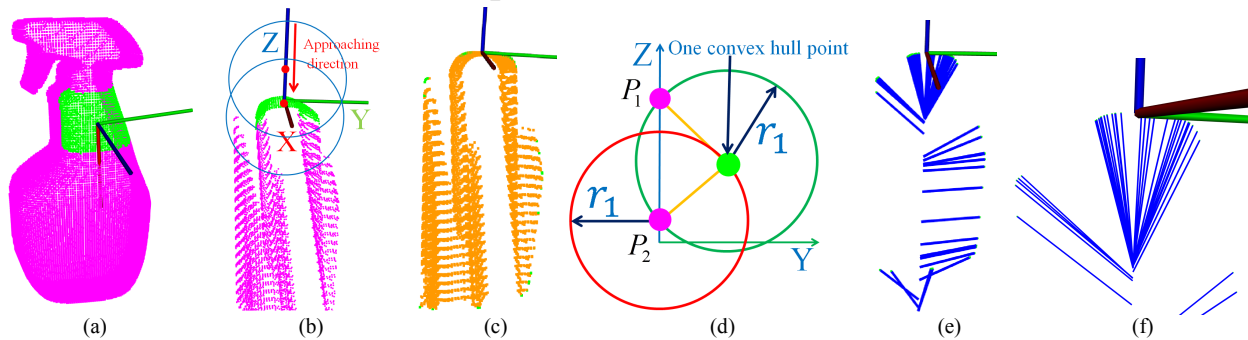 Z
Approaching
direction
Y
X
One convex hull point
Z
P₁
r₁
r₁
P₂
Y
(a)
(b)
(c)
(d)
(e)
(f)